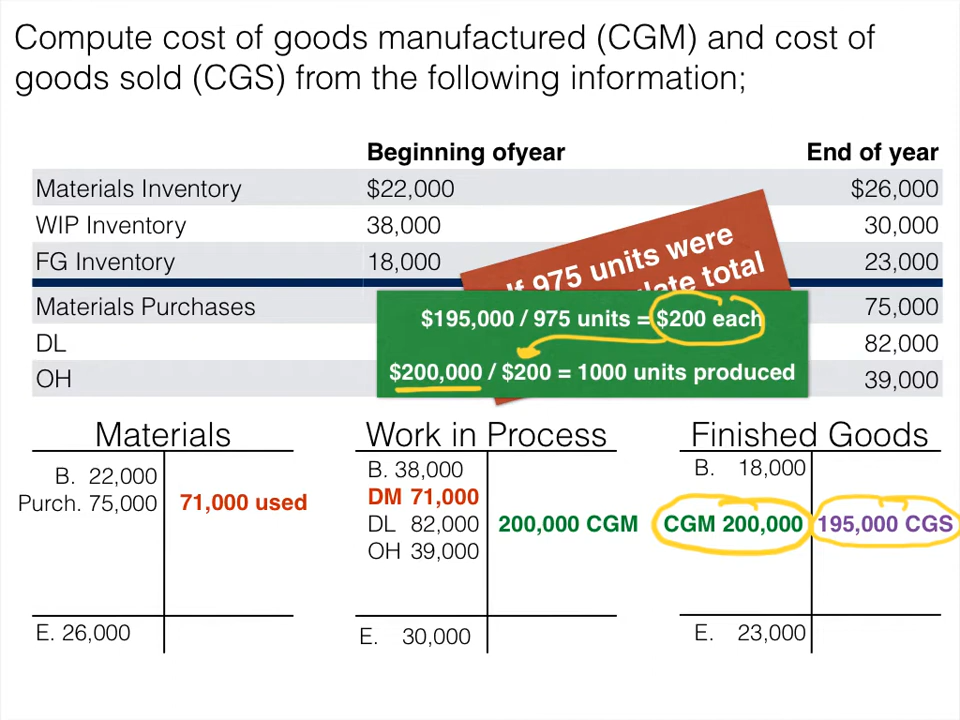 Compute cost of goods manufactured (CGM) and cost of
goods sold (CGS) from the following information;
Beginning ofyear End of year
Materials Inventory $22,000 $26,000
WIP Inventory 38,000 30,000
FG Inventory 18,000 23,000
If 975 units were
total
Materials Purchases 75,000
DL 82,000
OH 39,000
$195,000 / 975 units = $200 each
$200,000 / $200 = 1000 units produced
Materials
B. 22,000
Purch. 75,000 71,000 used
E. 26,000
Work in Process
B. 38,000
DM 71,000
DL 82,000 200,000 CGM
OH 39,000
E. 30,000
Finished Goods
B. 18,000
CGM 200,000 195,000 CGS
E. 23,000